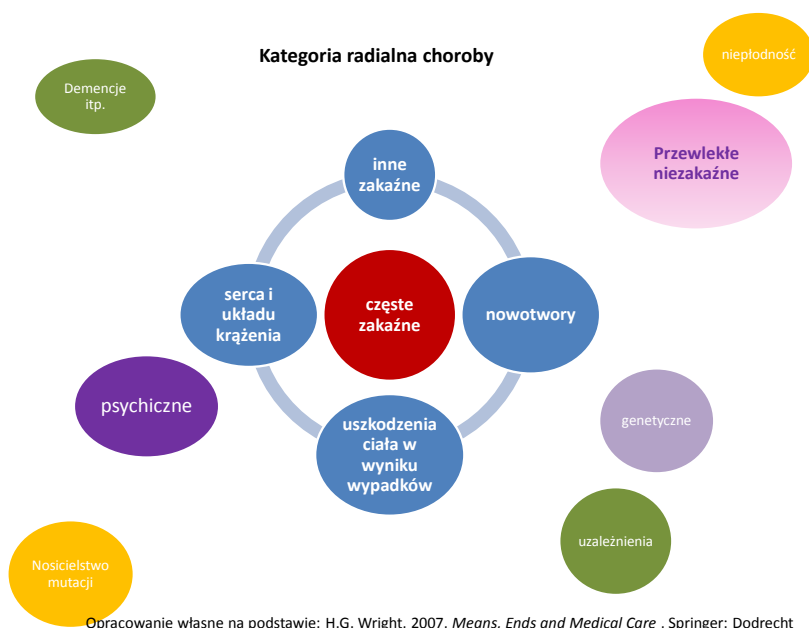 Kategoria radialna choroby
niepłodność
Demencje
itp.
Przewlekłe
niezakaźne
inne
zakaźne
serca i
układu
krążenia
częste
zakaźne
nowotwory
psychiczne
uszkodzenia
ciała w
wyniku
wypadków
genetyczne
uzależnienia
Nosicielstwo
mutacji
Opracowanie własne na podstawie: H.G. Wright. 2007. Means, Ends and Medical Care . Springer: Dodrecht